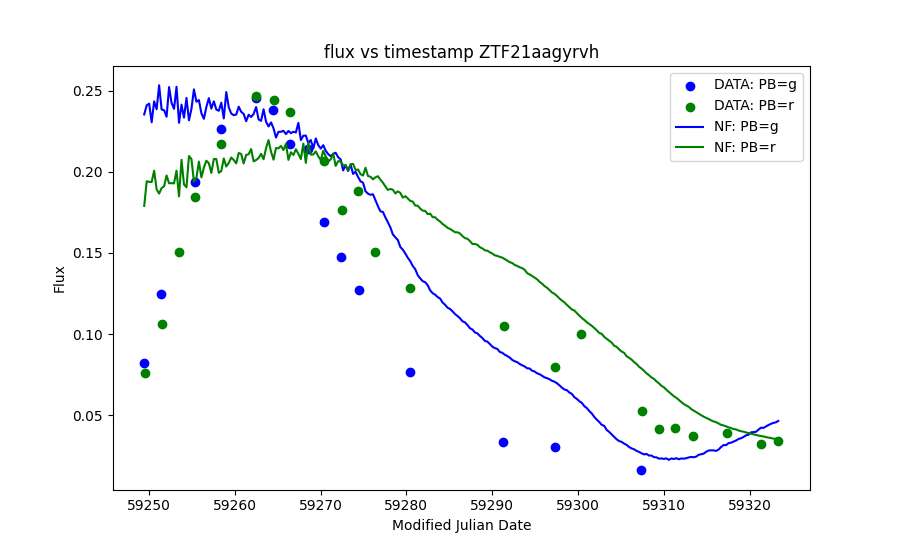 flux vs timestamp ZTF21aagyrvh
DATA: PB=g
DATA: PB=r
NF: PB=g
NF: PB=r
Flux
0.25
0.20
0.15
0.10
0.05
59250 59260 59270 59280 59290 59300 59310 59320
Modified Julian Date